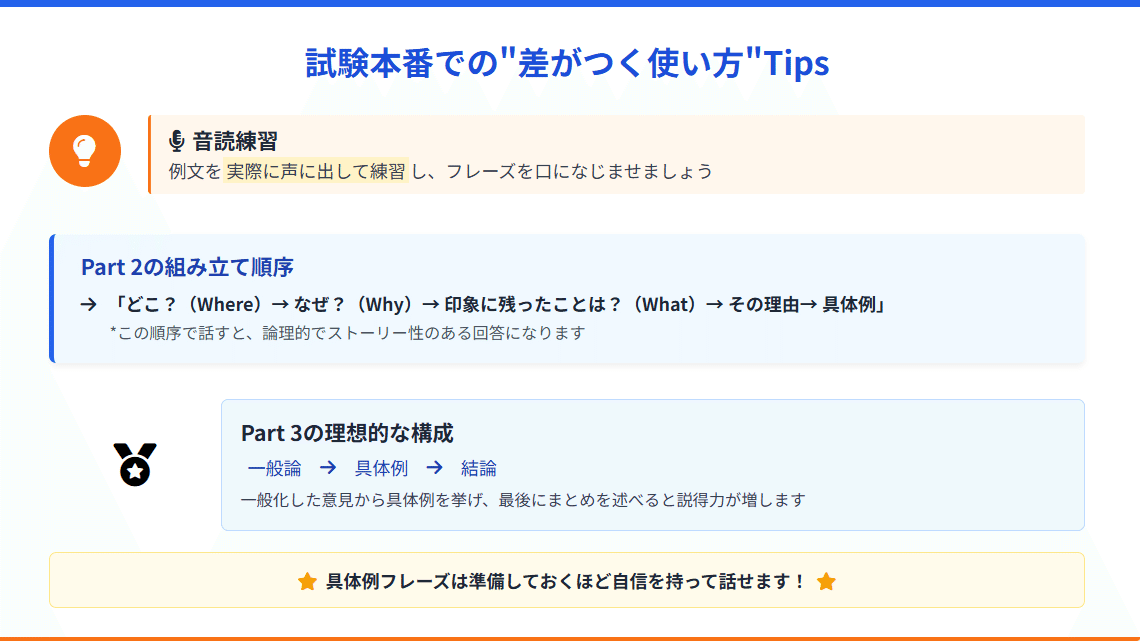 試験本番での"差がつく使い方"Tips
音読練習
例文を 実際に声に出して練習 し、フレーズを口になじませましょう
Part 2の組み立て順序
→ 「どこ？（Where）→ なぜ？（Why）→ 印象に残ったことは？（What）→ その理由→ 具体例」
*この順序で話すと、論理的でストーリー性のある回答になります
Part 3の理想的な構成
一般論 → 具体例 → 結論
一般化した意見から具体例を挙げ、最後にまとめを述べると説得力が増します
★ 具体例フレーズは準備しておくほど自信を持って話せます！ ★